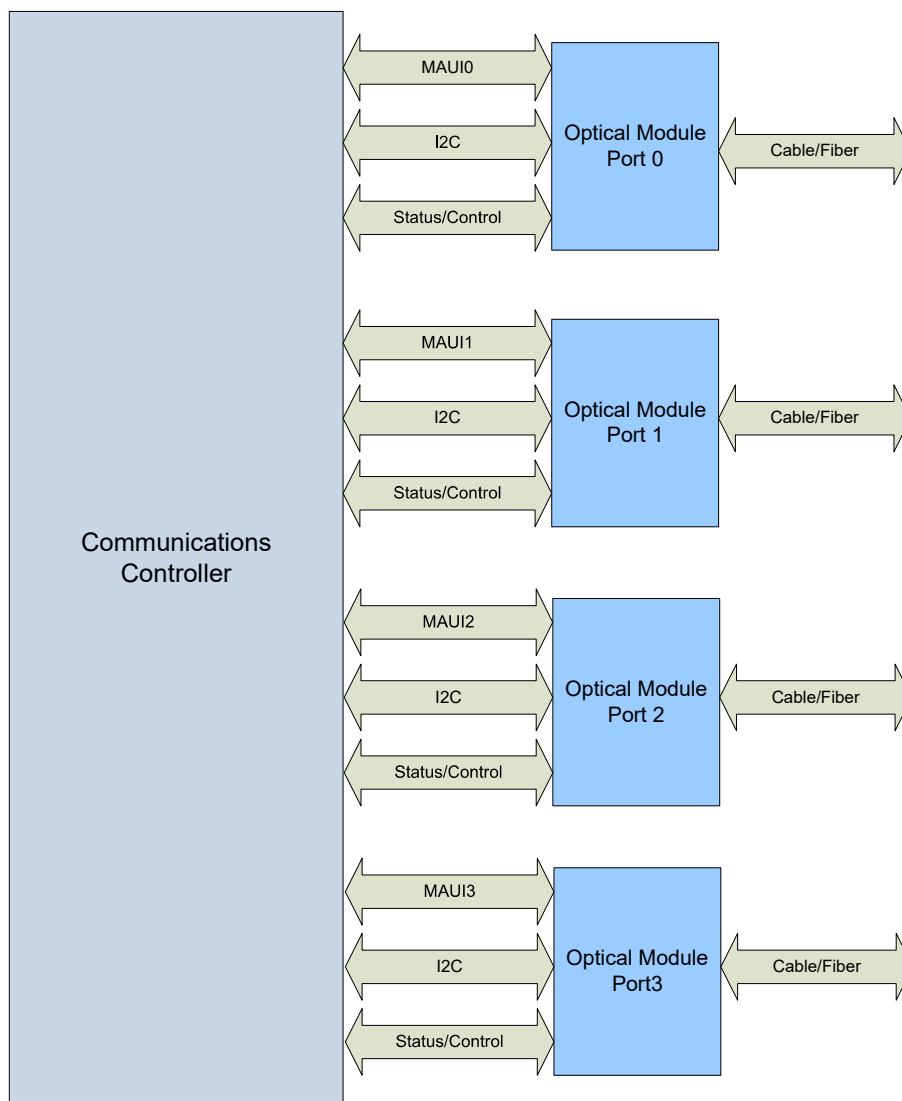 Communications
Controller
MAUI0
I2C
Status/Control
Optical Module
Port 0
Cable/Fiber
MAUI1
I2C
Status/Control
Optical Module
Port 1
Cable/Fiber
MAUI2
I2C
Status/Control
Optical Module
Port 2
Cable/Fiber
MAUI3
I2C
Status/Control
Optical Module
Port3
Cable/Fiber